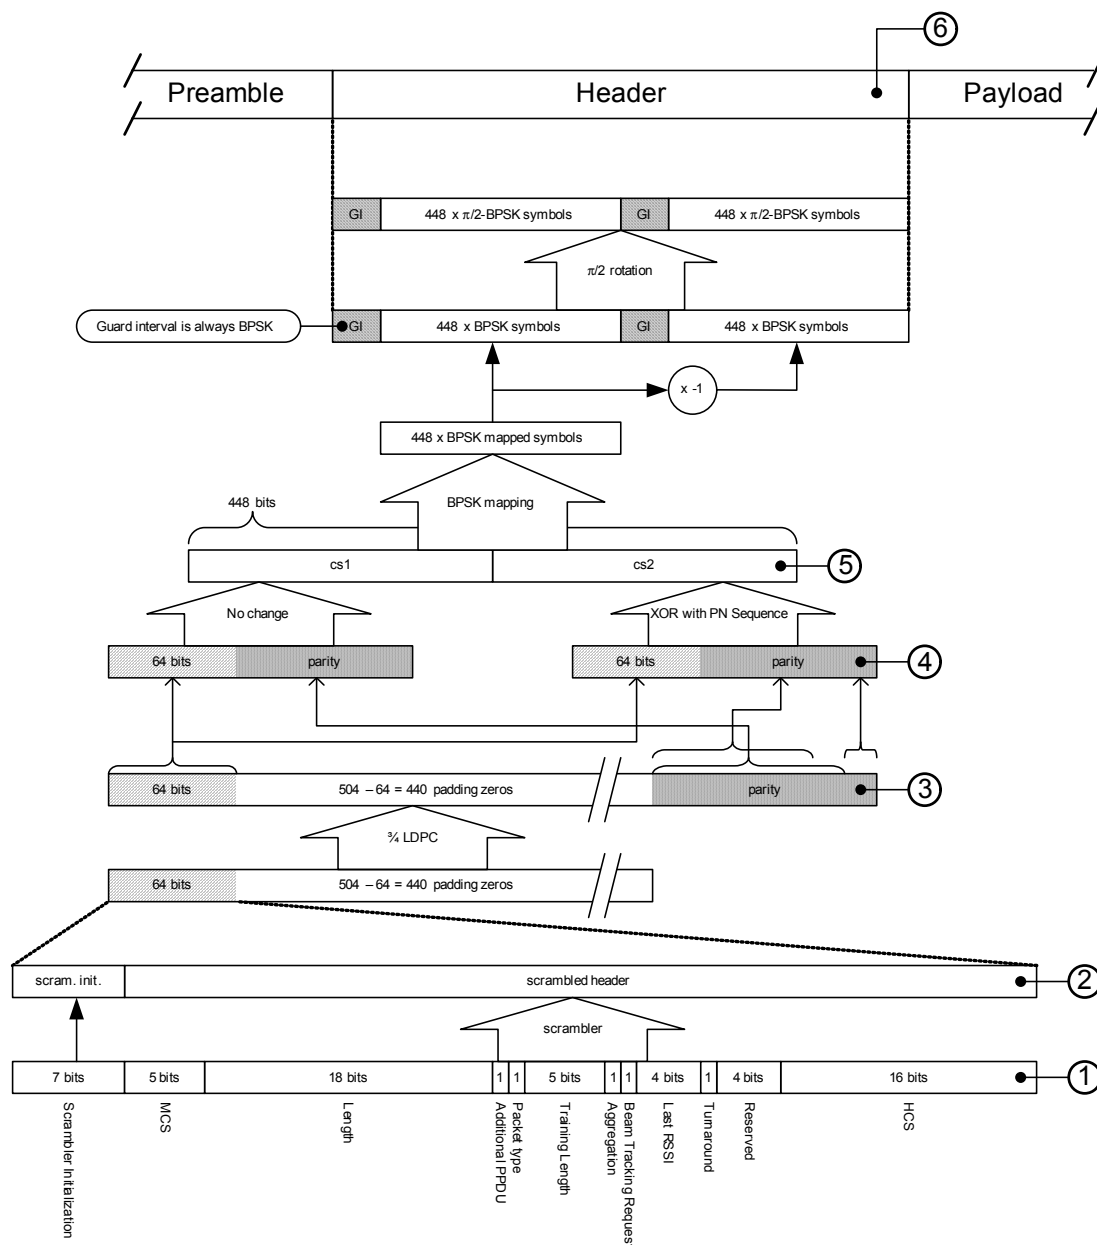 6
Preamble Header Payload
GI 448 x π/2-BPSK symbols GI 448 x π/2-BPSK symbols
π/2 rotation
Guard interval is always BPSK GI 448 x BPSK symbols GI 448 x BPSK symbols
x -1
448 x BPSK mapped symbols
448 bits BPSK mapping
cs1 cs2 5
No change XOR with PN Sequence
64 bits parity 64 bits parity 4
64 bits 504 – 64 = 440 padding zeros parity 3
¾ LDPC
64 bits 504 – 64 = 440 padding zeros
scram. init. scrambled header 2
scrambler
7 bits 5 bits 18 bits 1 1 5 bits 1 1 4 bits 1 4 bits 16 bits 1
Scrambler Initialization
MCS
Length
Additional PPDU
Packet type
Training Length
Aggregation
Beam Tracking Reques
Last RSSI
Turnaround
Reserved
HCS